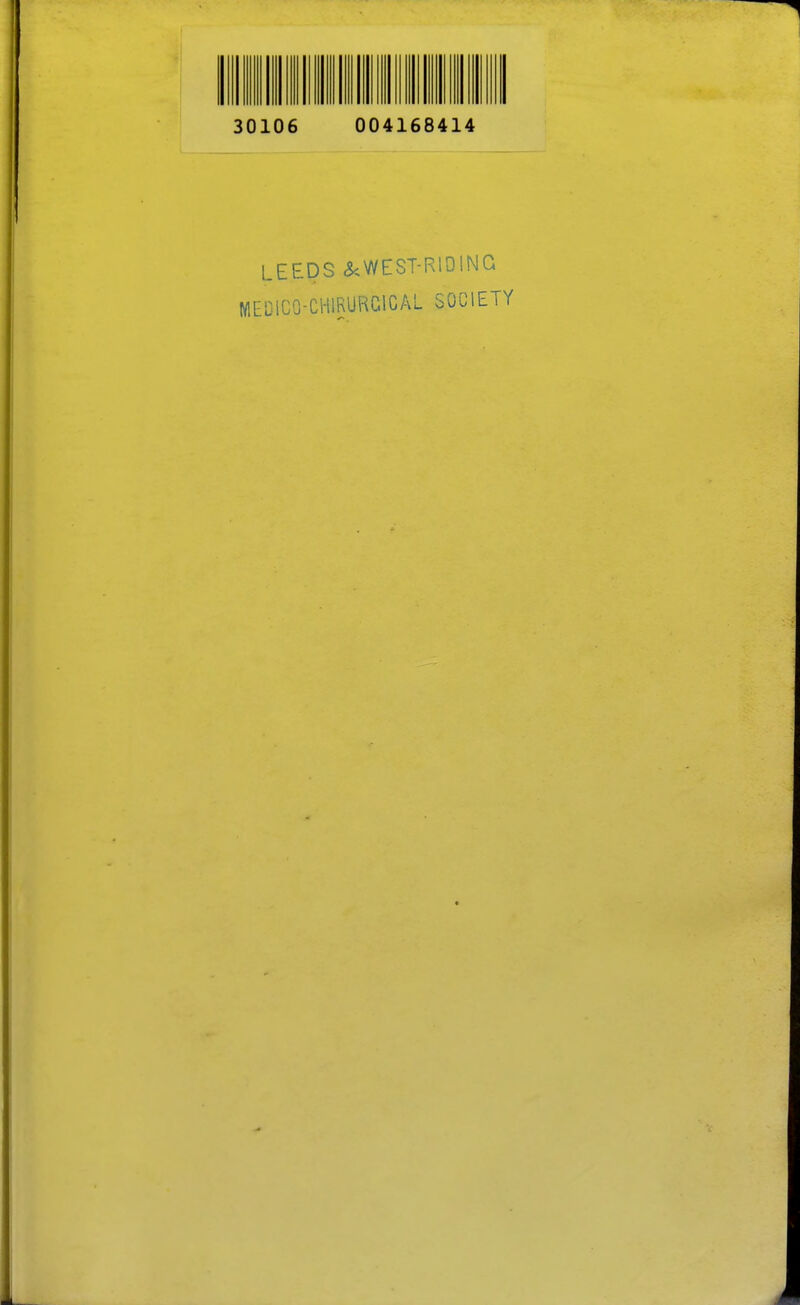 30106 004168414
LEEDS & WEST-RIDING
MEDICO-CHIRURGICAL SOCIETY